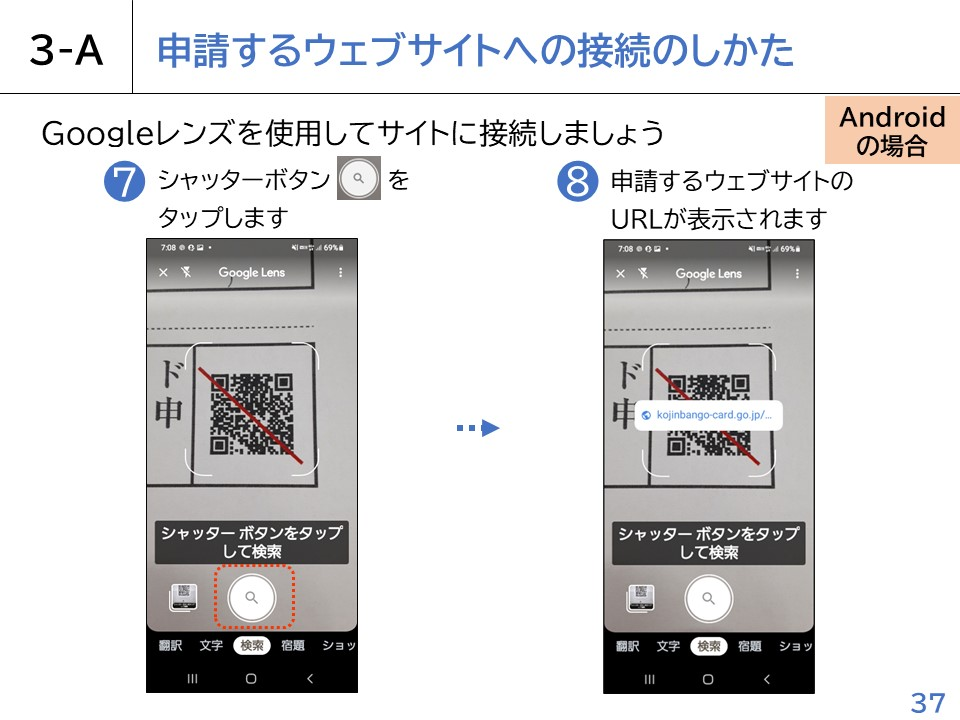 3-A
申請するウェブサイトへの接続のしかた
Googleレンズを使用してサイトに接続しましょう
Android
の場合
7 シャッターボタン を
タップします
7:08 69%
Google Lens
ド
申
シャッター ボタンをタップ
して検索
翻訳 文字 検索 宿題 ショッ
8 申請するウェブサイトの
URLが表示されます
7:08 69%
Google Lens
ド
申
kojinbango-card.go.jp/...
シャッター ボタンをタップ
して検索
翻訳 文字 検索 宿題 ショッ
37